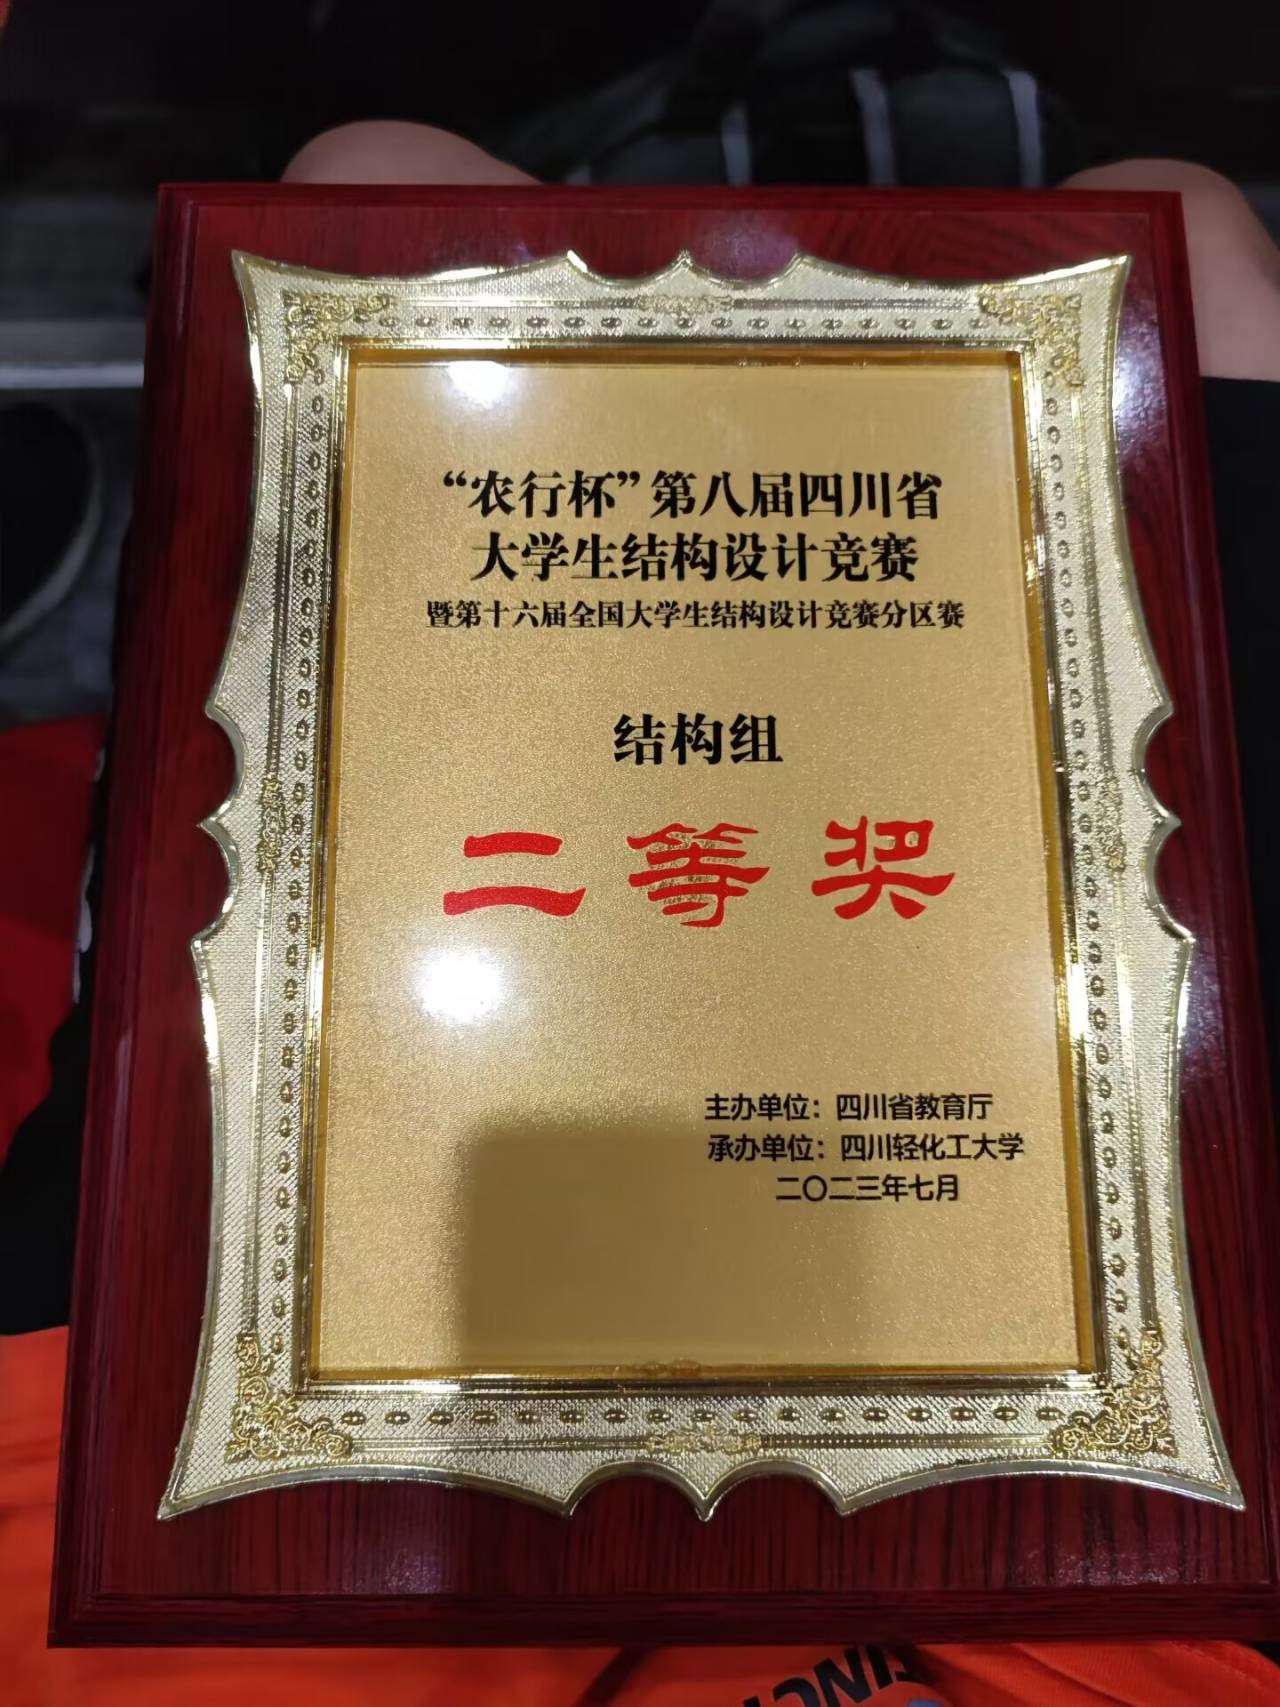 “农行杯”第八届四川省
大学生结构设计竞赛
暨第十六届全国大学生结构设计竞赛分区赛
结构组
二等奖
主办单位：四川省教育厅
承办单位：四川轻化工大学
二〇二三年七月